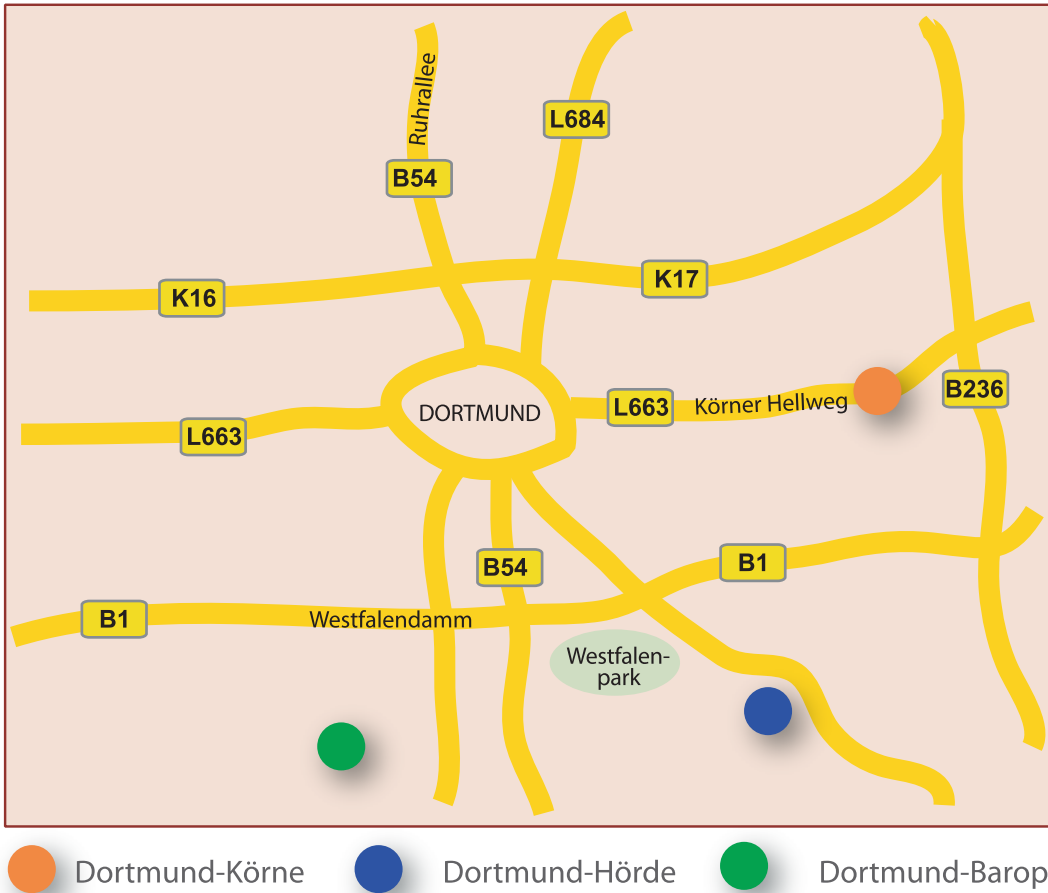 Ruhrallee
L684
B54
K17
K16
B236
L663
Körner Hellweg
DORTMUND
L663
B1
B54
B1
Westfalendamm
Westfalen-
park
Dortmund-Körne
Dortmund-Hörde
Dortmund-Barop